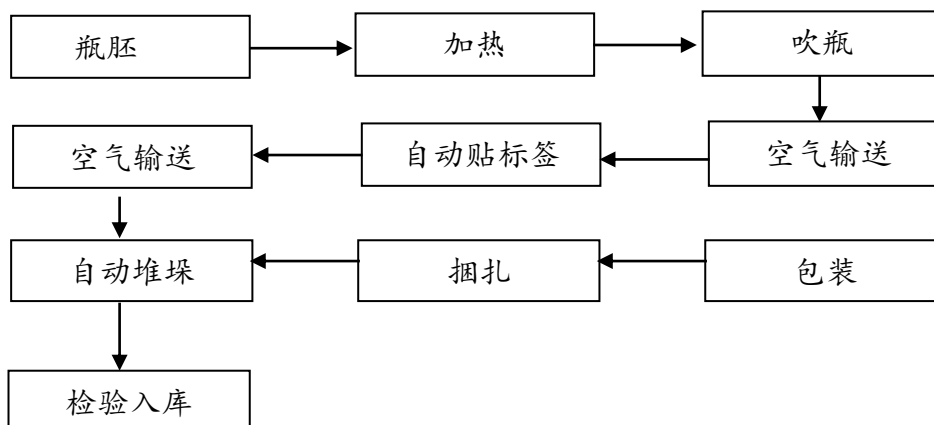 瓶胚
加热
吹瓶
空气输送
自动贴标签
空气输送
自动堆垛
捆扎
包装
检验入库